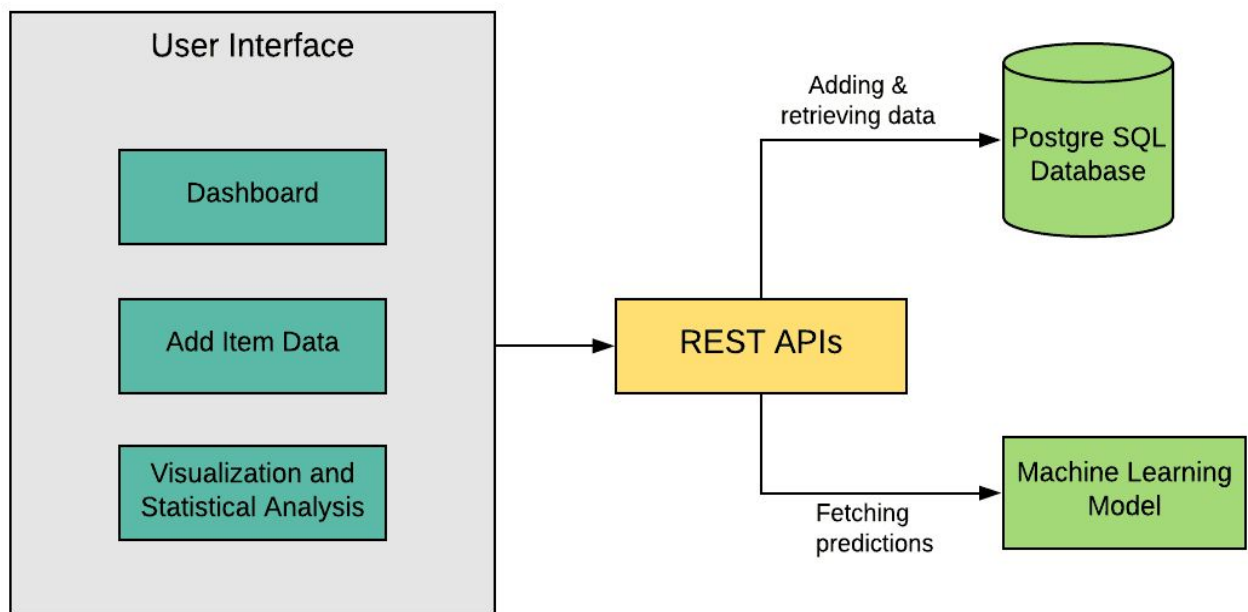 User Interface
Dashboard
Add Item Data
Visualization and
Statistical Analysis
REST APIs
Adding &
retrieving data
Postgre SQL
Database
Fetching
predictions
Machine Learning
Model